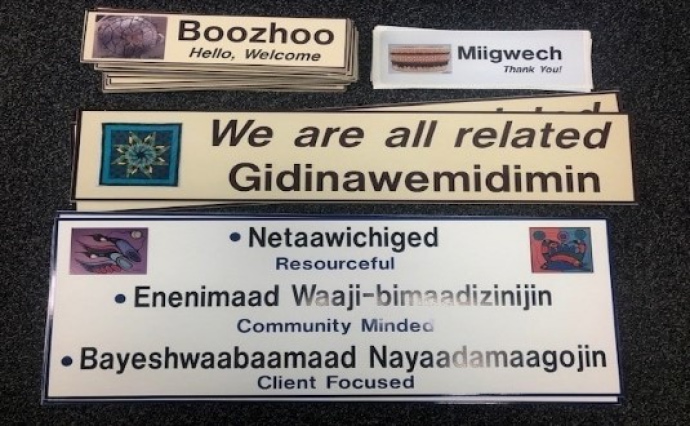 Boozhoo
Hello, Welcome
Miigwech
Thank You!
We are all related
Gidinawemidimin
• Netaawichiged
Resourceful
• Enenimaad Waaji-bimaadizinijin
Community Minded
• Bayeshwaabaamaad Nayaadamaagojin
Client Focused